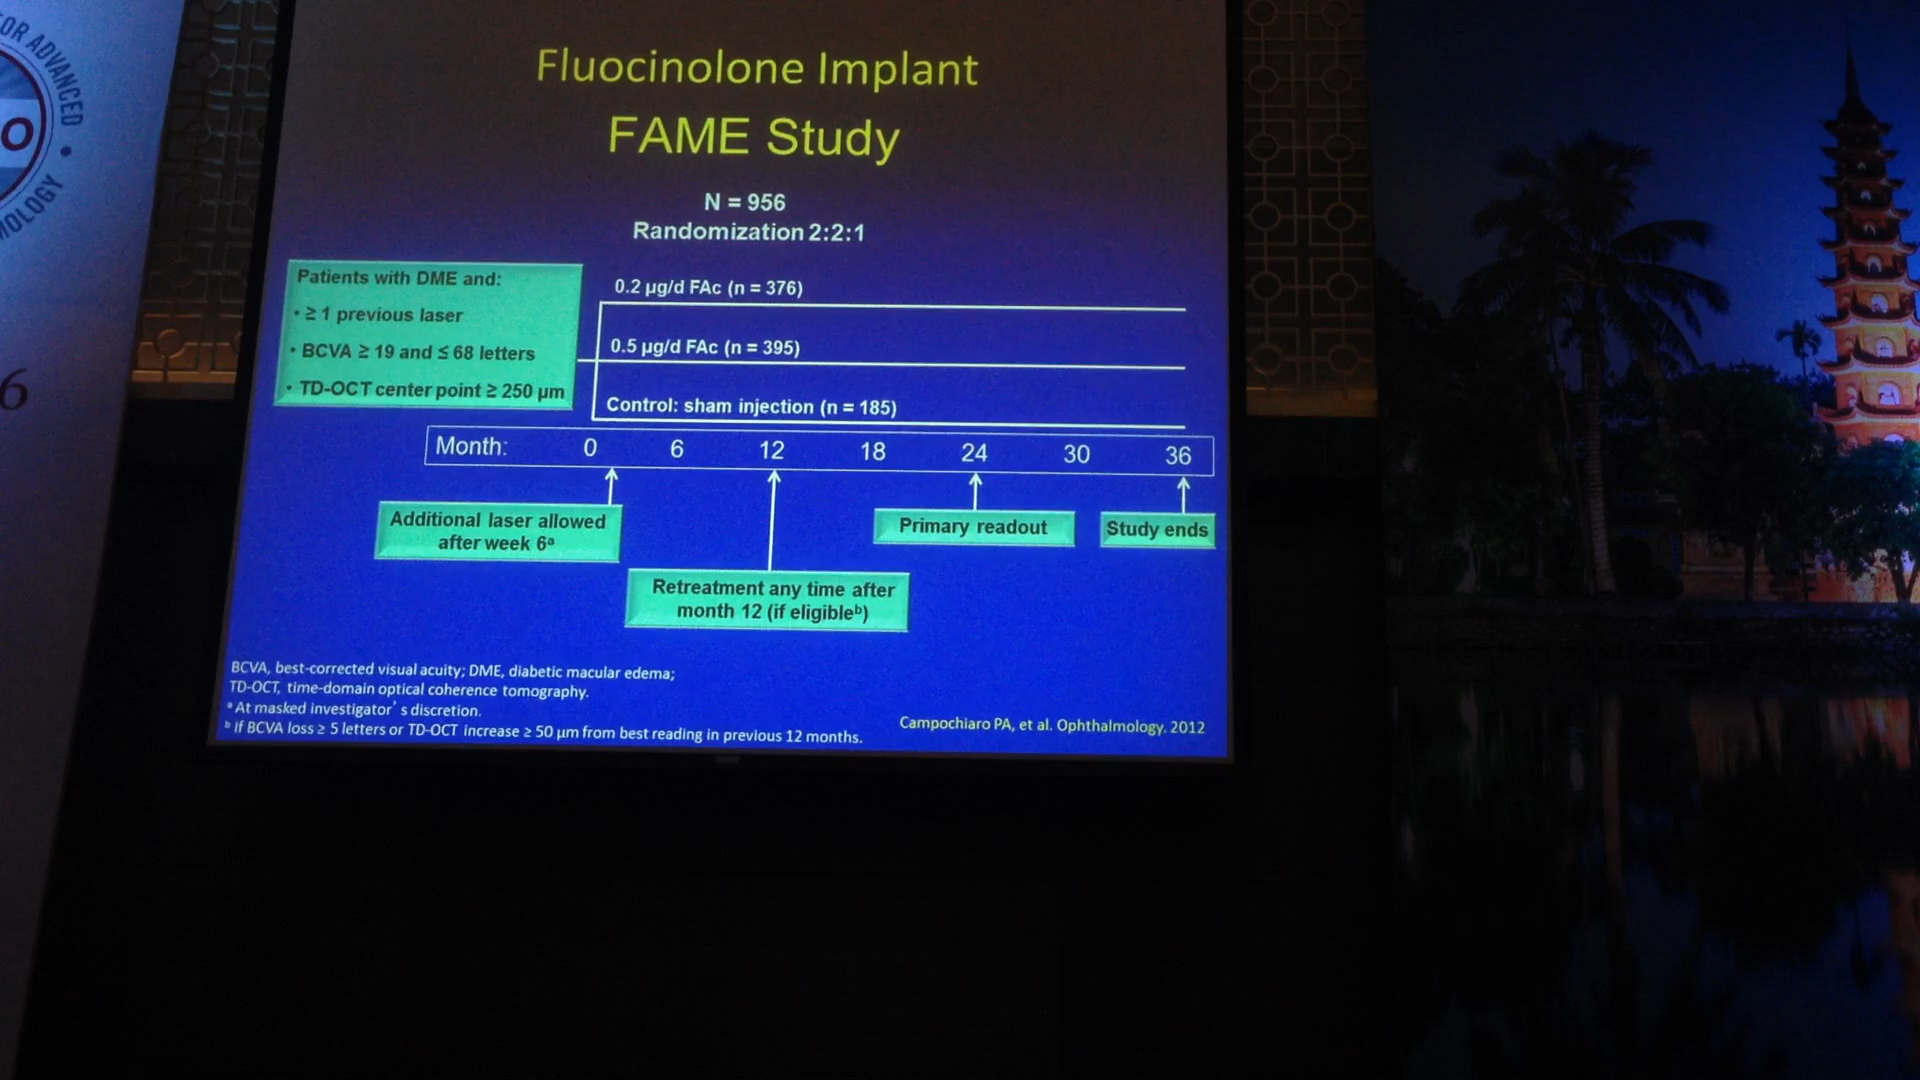 OR ADVANCED
O
MOLOGY
6
Fluocinolone Implant
FAME Study
N = 956
Randomization 2:2:1
Patients with DME and:
• ≥ 1 previous laser
• BCVA ≥ 19 and ≤ 68 letters
• TD-OCT center point ≥ 250 µm
0.2 µg/d FAc (n = 376)
0.5 µg/d FAc (n = 395)
Control: sham injection (n = 185)
Month: 0 6 12 18 24 30 36
Additional laser allowed
after week 6ᵃ
Retreatment any time after
month 12 (if eligibleᵇ)
Primary readout
Study ends
BCVA, best-corrected visual acuity; DME, diabetic macular edema;
TD-OCT, time-domain optical coherence tomography.
ᵃ At masked investigator's discretion.
ᵇ If BCVA loss ≥ 5 letters or TD-OCT increase ≥ 50 µm from best reading in previous 12 months.
Campochiaro PA, et al. Ophthalmology. 2012